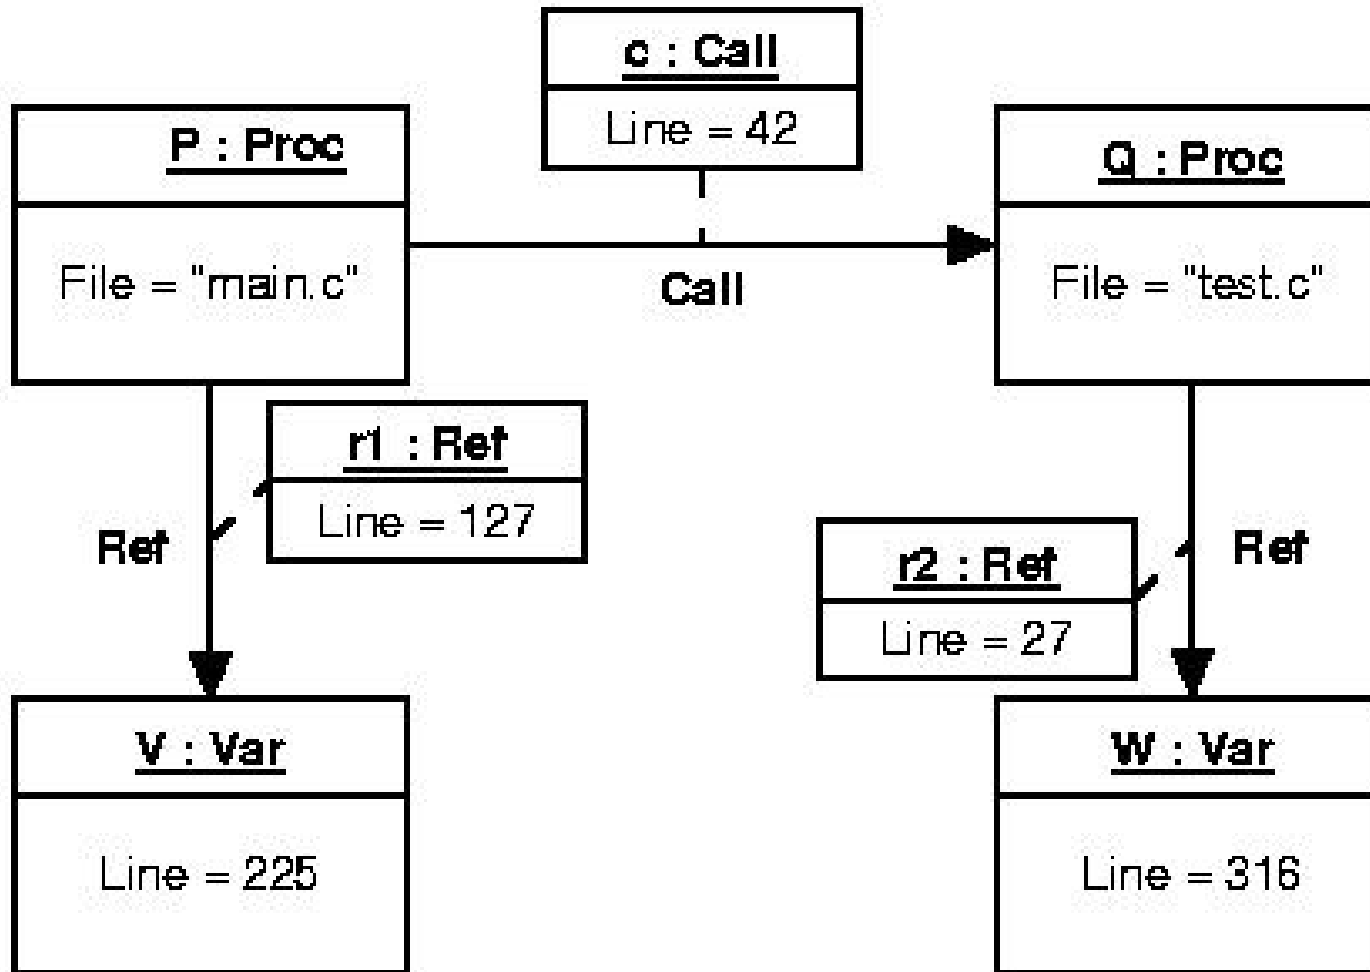 c : Call
Line = 42
P : Proc
File = "main.c"
Q : Proc
File = "test.c"
Call
r1 : Ref
Line = 127
Ref
r2 : Ref
Line = 27
Ref
V : Var
Line = 225
W : Var
Line = 316